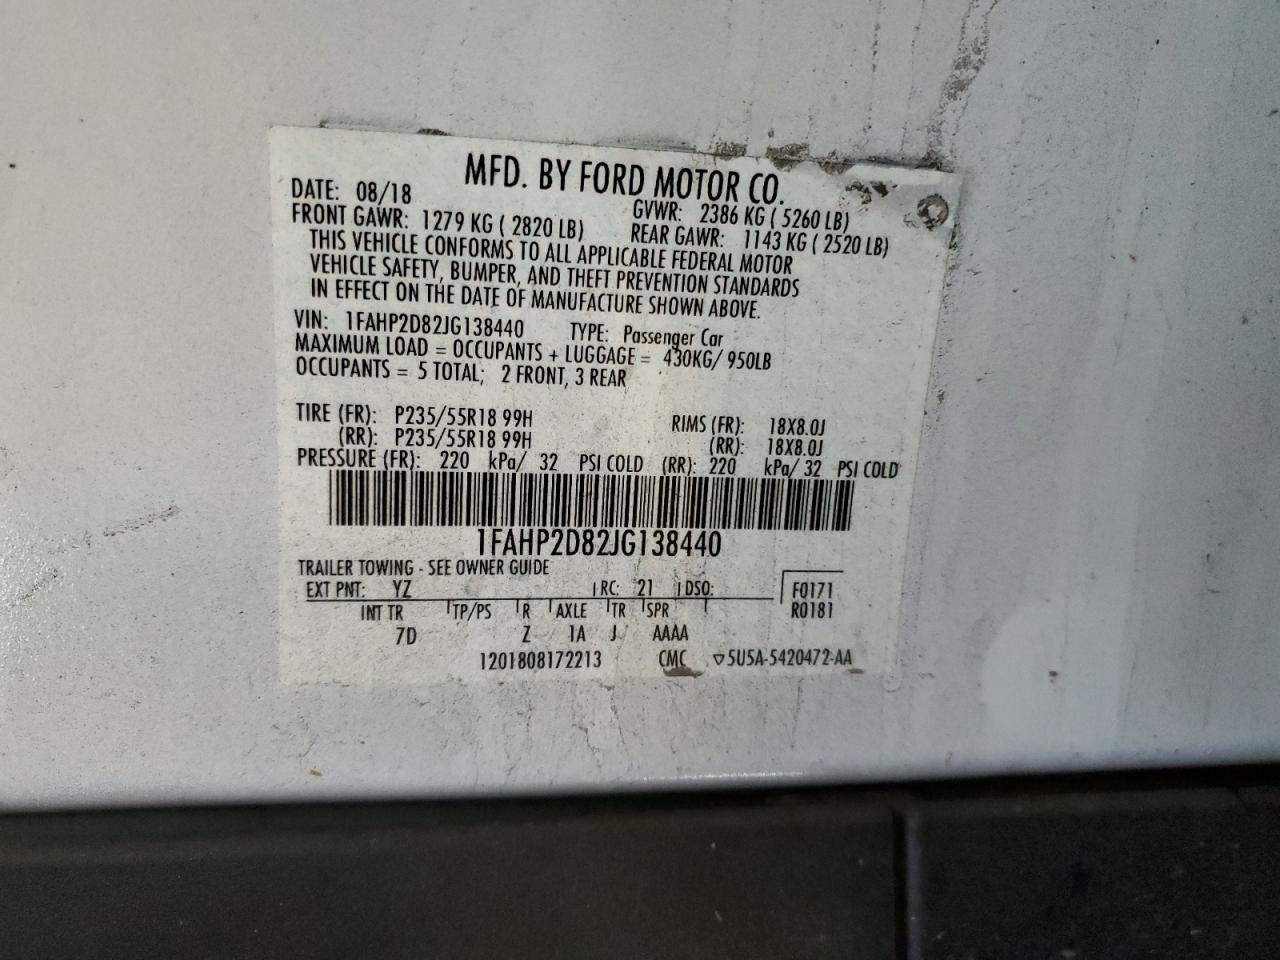 MFD. BY FORD MOTOR CO.
DATE: 08/18 GVWR: 2386 KG ( 5260 LB)
FRONT GAWR: 1279 KG ( 2820 LB) REAR GAWR: 1143 KG ( 2520 LB)
THIS VEHICLE CONFORMS TO ALL APPLICABLE FEDERAL MOTOR
VEHICLE SAFETY, BUMPER, AND THEFT PREVENTION STANDARDS
IN EFFECT ON THE DATE OF MANUFACTURE SHOWN ABOVE.
VIN: 1FAHP2D82JG138440 TYPE: Passenger Car
MAXIMUM LOAD = OCCUPANTS + LUGGAGE = 430KG/ 950LB
OCCUPANTS = 5 TOTAL; 2 FRONT, 3 REAR
TIRE (FR): P235/55R18 99H RIMS (FR): 18X8.0J
(RR): P235/55R18 99H (RR): 18X8.0J
PRESSURE (FR): 220 kPa/ 32 PSI COLD (RR): 220 kPa/ 32 PSI COLD
1FAHP2D82JG138440
TRAILER TOWING - SEE OWNER GUIDE
EXT PNT: YZ RC: 21 DSO: F0171
INT TR TP/PS R AXLE TR SPR R0181
7D Z 1A J AAAA
1201808172213 CMC ▽5U5A-5420472-AA